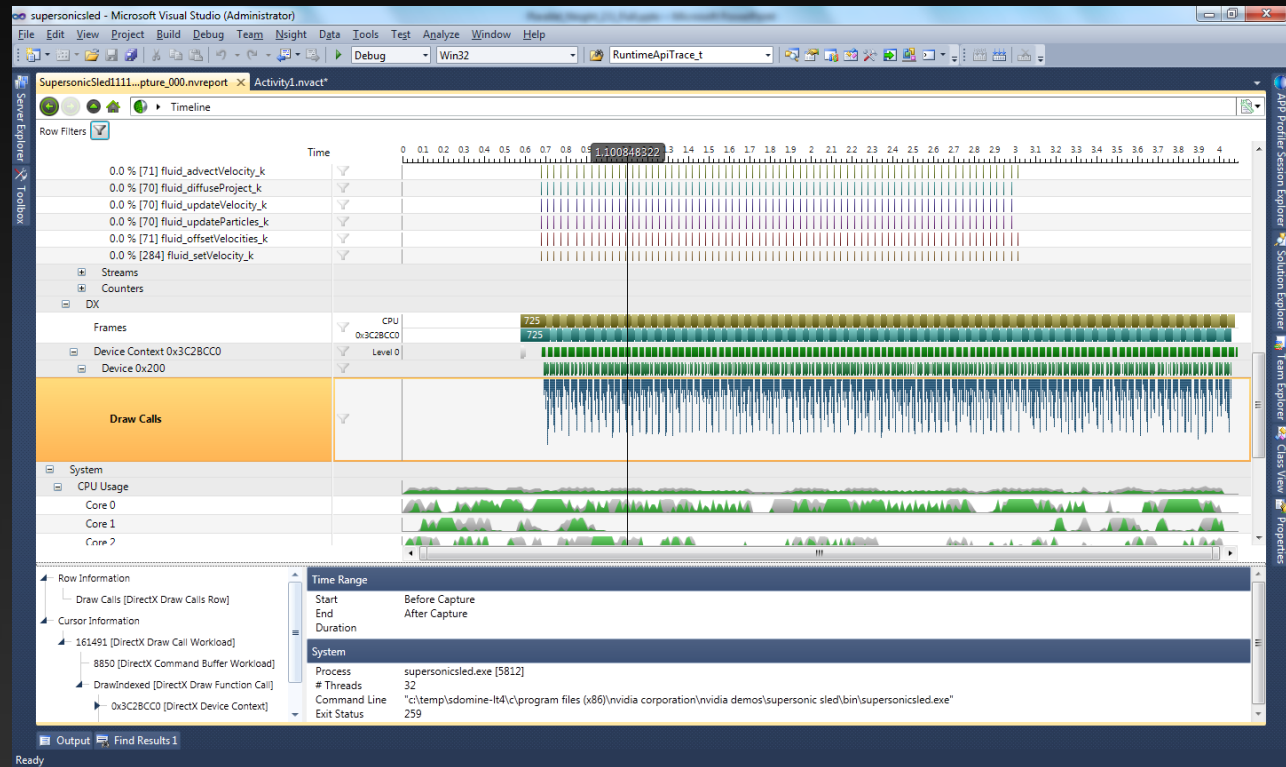 supersonicsled - Microsoft Visual Studio (Administrator)
File Edit View Project Build Debug Team Nsight Data Tools Test Analyze Window Help
Debug Win32 RuntimeApiTrace_t
SupersonicSled1111...pture_000.nvreport Activity1.nvact*
Timeline
Row Filters
Time 0 0.1 0.2 0.3 0.4 0.5 0.6 0.7 0.8 1.100848322 1.4 1.5 1.6 1.7 1.8 1.9 2 2.1 2.2 2.3 2.4 2.5 2.6 2.7 2.8 2.9 3 3.1 3.2 3.3 3.4 3.5 3.6 3.7 3.8 3.9 4
0.0 % [71] fluid_advectVelocity_k
0.0 % [70] fluid_diffuseProject_k
0.0 % [70] fluid_updateVelocity_k
0.0 % [70] fluid_updateParticles_k
0.0 % [71] fluid_offsetVelocities_k
0.0 % [284] fluid_setVelocity_k
Streams
Counters
DX
Frames CPU 725
0x3C2BCC0 725
Device Context 0x3C2BCC0 Level 0
Device 0x200
Draw Calls
System
CPU Usage
Core 0
Core 1
Core 2
Row Information
Draw Calls [DirectX Draw Calls Row]
Cursor Information
161491 [DirectX Draw Call Workload]
8850 [DirectX Command Buffer Workload]
DrawIndexed [DirectX Draw Function Call]
0x3C2BCC0 [DirectX Device Context]
Time Range
Start Before Capture
End After Capture
Duration
System
Process supersonicsled.exe [5812]
# Threads 32
Command Line "c:\temp\sdomine-lt4\c\program files (x86)\nvidia corporation\nvidia demos\supersonic sled\bin\supersonicsled.exe"
Exit Status 259
Output Find Results 1
Ready
Server Explorer
Toolbox
APP Profiler Session Explorer
Solution Explorer
Team Explorer
Class View
Properties